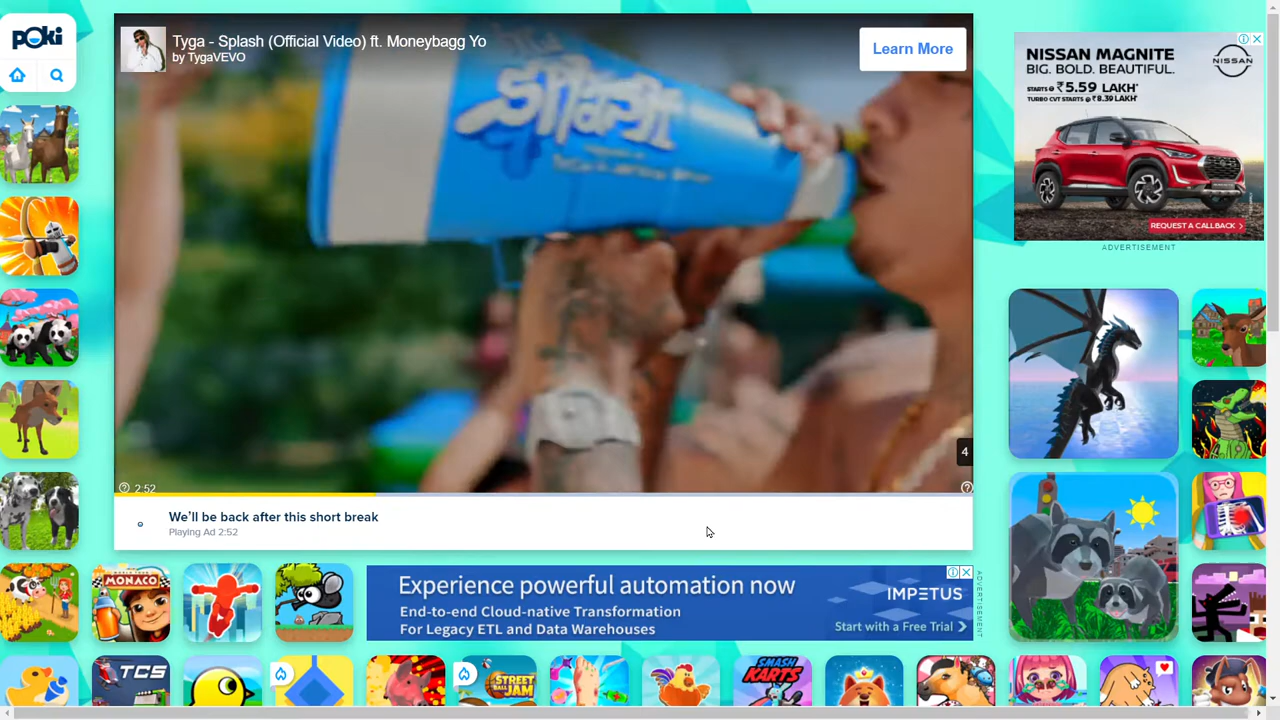 poki
Tyga - Splash (Official Video) ft. Moneybagg Yo
by TygaVEVO
Learn More
Splash
4
2:52
We'll be back after this short break
Playing Ad 2:52
NISSAN MAGNITE
BIG. BOLD. BEAUTIFUL.
STARTS @ ₹5.59 LAKH*
TURBO CVT STARTS @ ₹8.39 LAKH*
NISSAN
REQUEST A CALLBACK >
ADVERTISEMENT
MONACO
Experience powerful automation now
End-to-end Cloud-native Transformation
For Legacy ETL and Data Warehouses
IMPETUS
Start with a Free Trial >
ADVERTISEMENT
TCS
STREET
BALL JAM
SMASH
KARTS